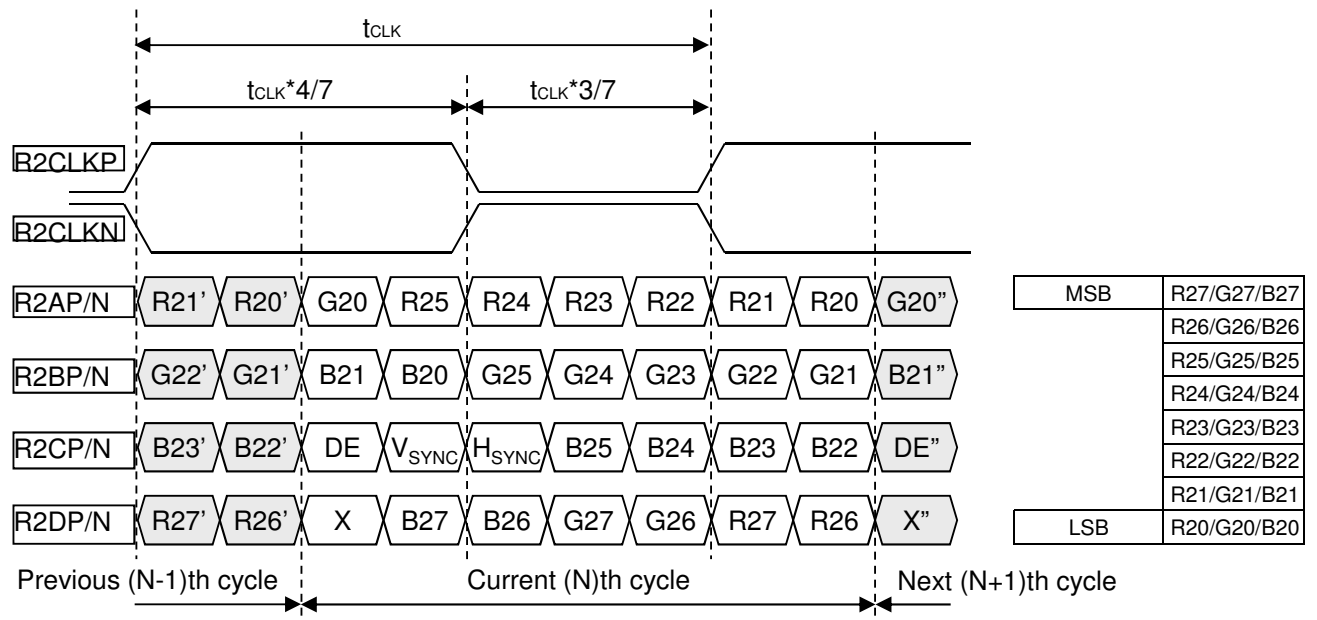 tCLK
tCLK*4/7 tCLK*3/7
R2CLKP
R2CLKN
R2AP/N R21’ R20’ G20 R25 R24 R23 R22 R21 R20 G20”
R2BP/N G22’ G21’ B21 B20 G25 G24 G23 G22 G21 B21”
R2CP/N B23’ B22’ DE VSYNC HSYNC B25 B24 B23 B22 DE”
R2DP/N R27’ R26’ X B27 B26 G27 G26 R27 R26 X”
Previous (N-1)th cycle Current (N)th cycle Next (N+1)th cycle
MSB R27/G27/B27
R26/G26/B26
R25/G25/B25
R24/G24/B24
R23/G23/B23
R22/G22/B22
R21/G21/B21
LSB R20/G20/B20